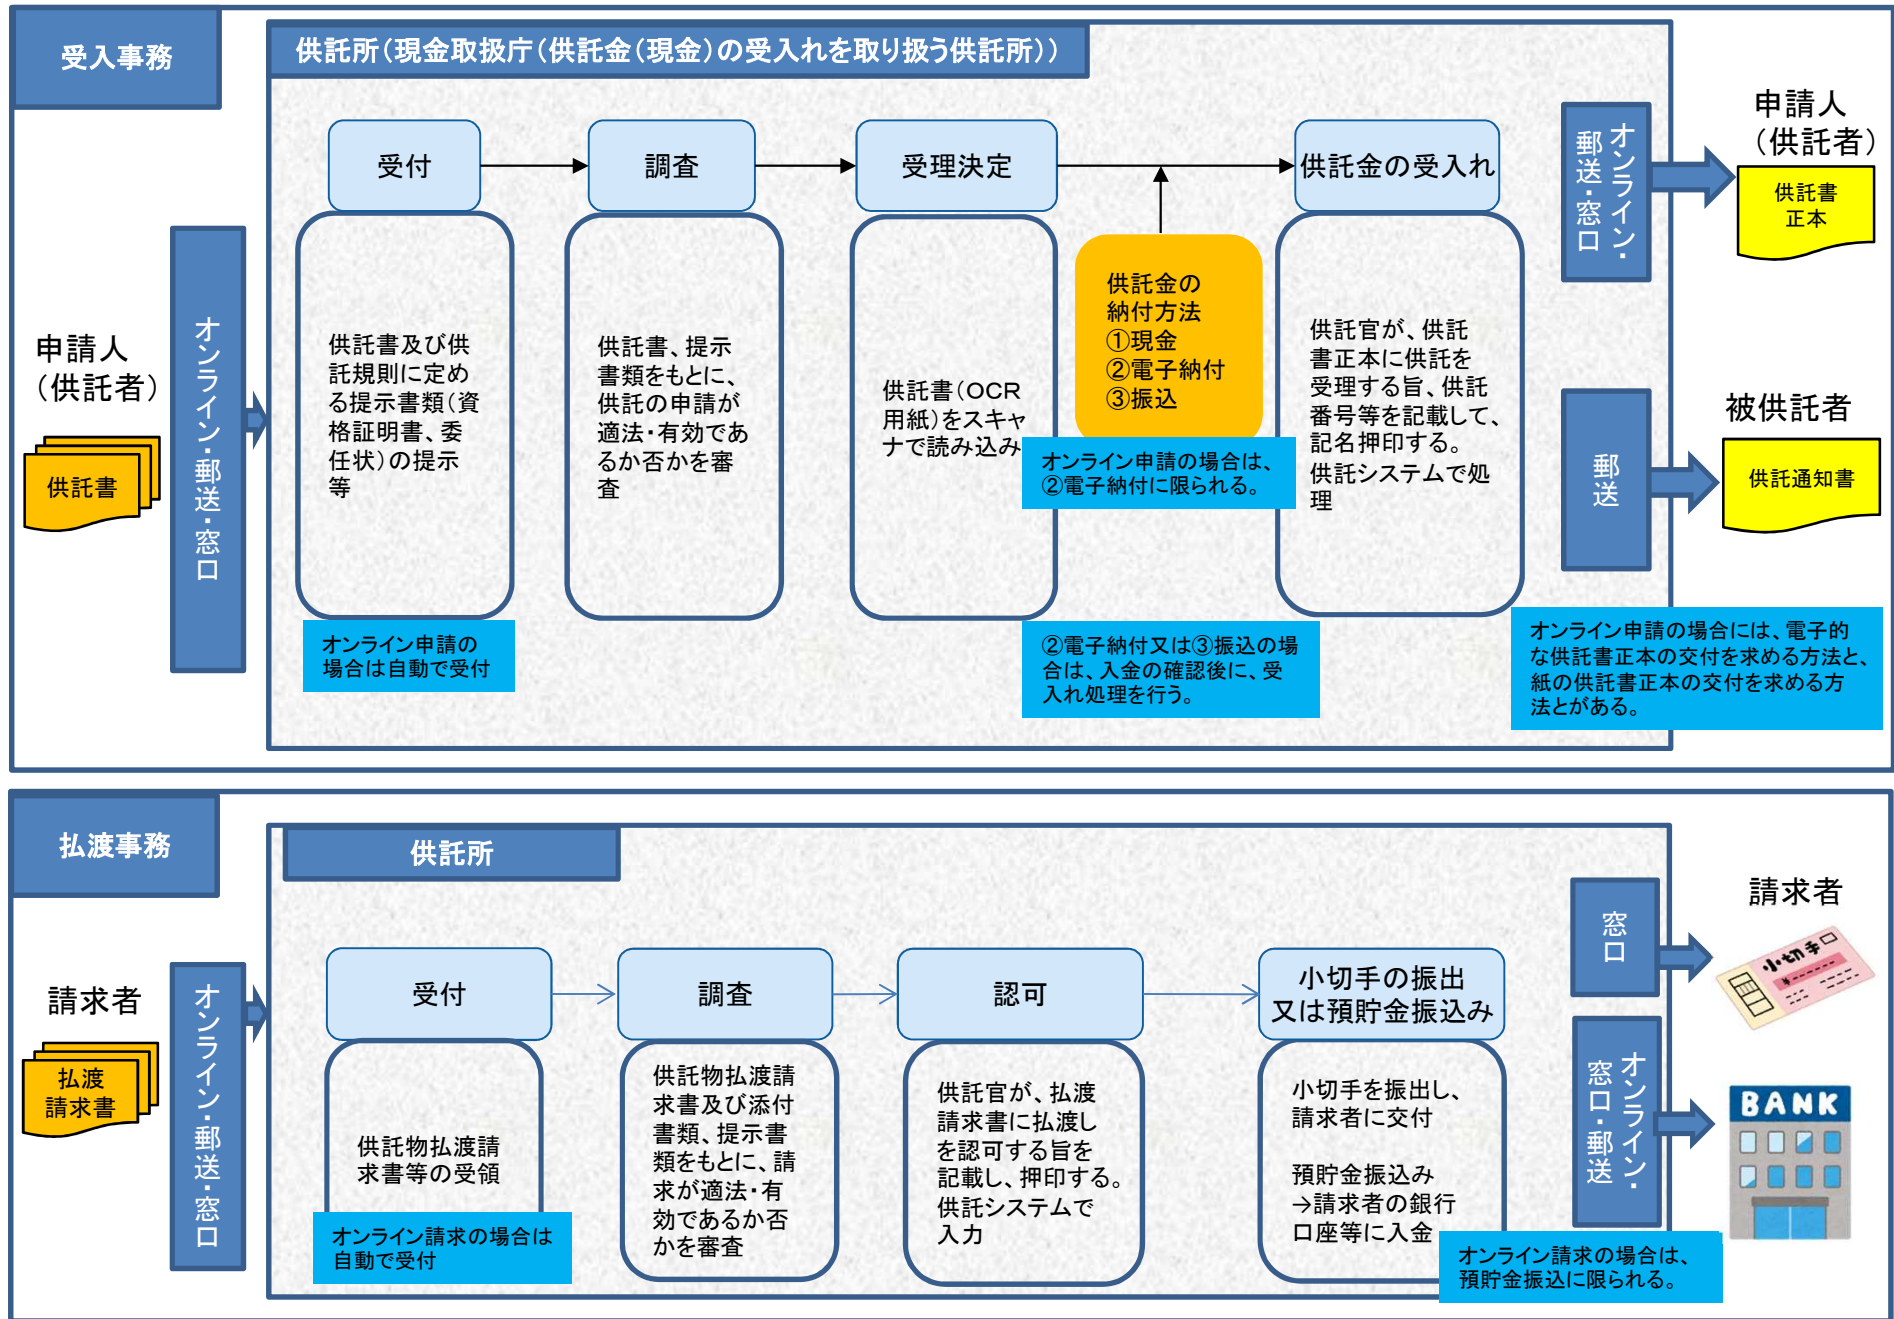 受入事務
供託所(現金取扱庁(供託金(現金)の受入れを取り扱う供託所))
申請人
(供託者)
供託書
オンライン・郵送・窓口
受付
供託書及び供
託規則に定め
る提示書類(資
格証明書、委
任状)の提示
等
オンライン申請の
場合は自動で受付
調査
供託書、提示
書類をもとに、
供託の申請が
適法・有効であ
るか否かを審
査
受理決定
供託書(OCR
用紙)をスキャ
ナで読み込み
供託金の
納付方法
①現金
②電子納付
③振込
オンライン申請の場合は、
②電子納付に限られる。
②電子納付又は③振込の場
合は、入金の確認後に、受
入れ処理を行う。
供託金の受入れ
供託官が、供託
書正本に供託を
受理する旨、供託
番号等を記載して、
記名押印する。
供託システムで処
理
オンライン・
郵送・窓口
申請人
(供託者)
供託書
正本
郵送
被供託者
供託通知書
オンライン申請の場合には、電子的
な供託書正本の交付を求める方法と、
紙の供託書正本の交付を求める方
法とがある。
払渡事務
供託所
請求者
払渡
請求書
オンライン・郵送・窓口
受付
供託物払渡請
求書等の受領
オンライン請求の場合は
自動で受付
調査
供託物払渡請
求書及び添付
書類、提示書
類をもとに、請
求が適法・有
効であるか否
かを審査
認可
供託官が、払渡
請求書に払渡し
を認可する旨を
記載し、押印する。
供託システムで
入力
小切手の振出
又は預貯金振込み
小切手を振出し、
請求者に交付
預貯金振込み
→請求者の銀行
口座等に入金
窓口
請求者
小切手
¥
オンライン・
窓口・郵送
BANK
オンライン請求の場合は、
預貯金振込に限られる。